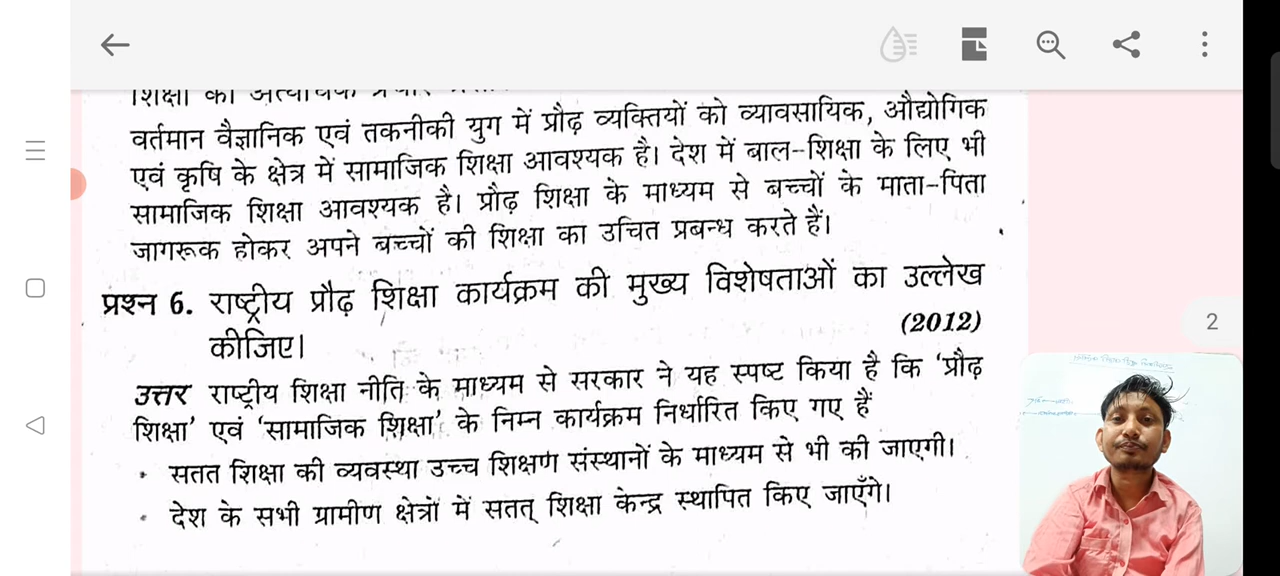 वर्तमान वैज्ञानिक एवं तकनीकी युग में प्रौढ़ व्यक्तियों को व्यावसायिक, औद्योगिक
एवं कृषि के क्षेत्र में सामाजिक शिक्षा आवश्यक है। देश में बाल-शिक्षा के लिए भी
सामाजिक शिक्षा आवश्यक है। प्रौढ़ शिक्षा के माध्यम से बच्चों के माता-पिता
जागरूक होकर अपने बच्चों की शिक्षा का उचित प्रबन्ध करते हैं।
प्रश्न 6. राष्ट्रीय प्रौढ़ शिक्षा कार्यक्रम की मुख्य विशेषताओं का उल्लेख
कीजिए। (2012)
2
उत्तर राष्ट्रीय शिक्षा नीति के माध्यम से सरकार ने यह स्पष्ट किया है कि 'प्रौढ़
शिक्षा' एवं 'सामाजिक शिक्षा' के निम्न कार्यक्रम निर्धारित किए गए हैं
• सतत शिक्षा की व्यवस्था उच्च शिक्षण संस्थानों के माध्यम से भी की जाएगी।
• देश के सभी ग्रामीण क्षेत्रों में सतत् शिक्षा केन्द्र स्थापित किए जाएँगे।